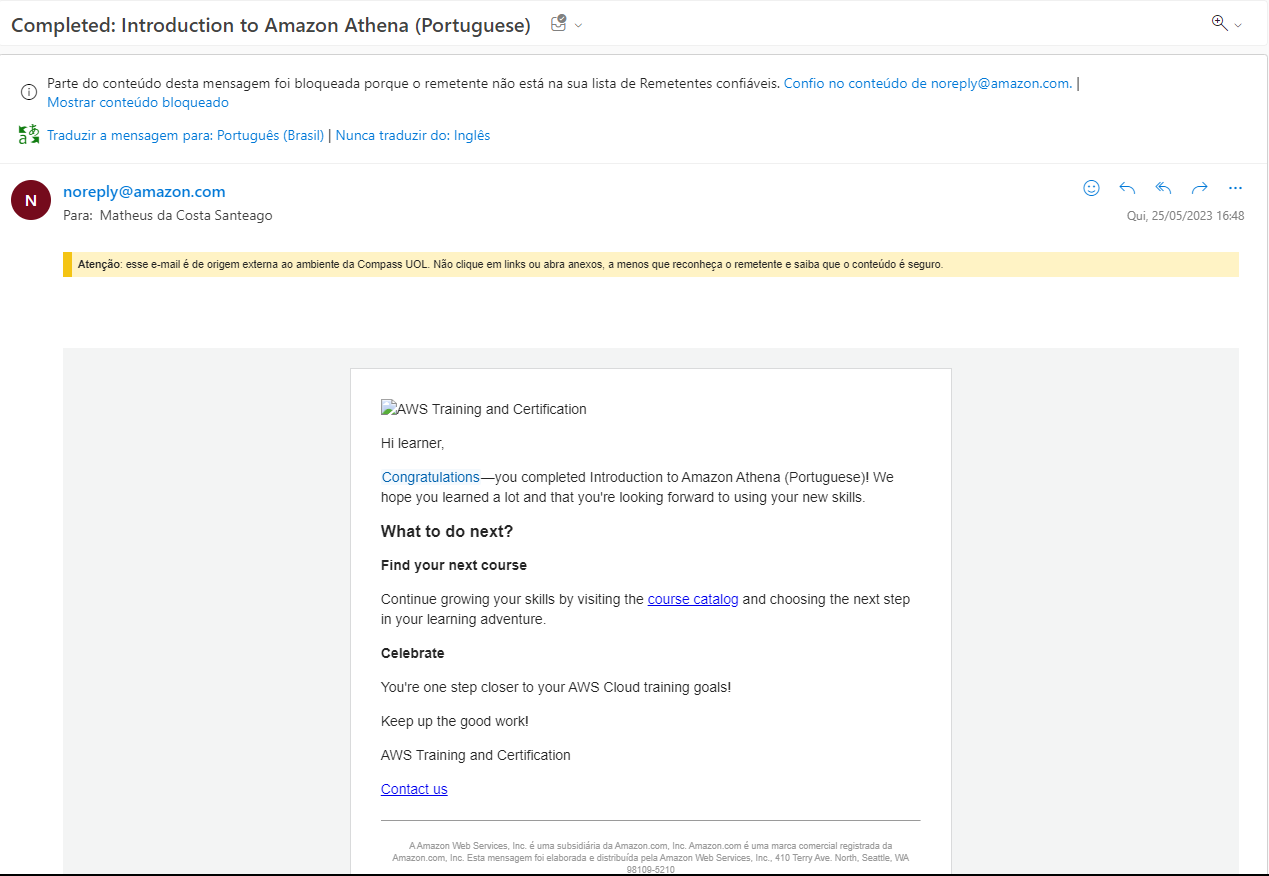 Completed: Introduction to Amazon Athena (Portuguese)
Parte do conteúdo desta mensagem foi bloqueada porque o remetente não está na sua lista de Remetentes confiáveis. Confio no conteúdo de noreply@amazon.com. |
Mostrar conteúdo bloqueado
Traduzir a mensagem para: Português (Brasil) | Nunca traduzir do: Inglês
N
noreply@amazon.com
Para: Matheus da Costa Santeago
Qui, 25/05/2023 16:48
Atenção: esse e-mail é de origem externa ao ambiente da Compass UOL. Não clique em links ou abra anexos, a menos que reconheça o remetente e saiba que o conteúdo é seguro.
AWS Training and Certification
Hi learner,
Congratulations—you completed Introduction to Amazon Athena (Portuguese)! We
hope you learned a lot and that you're looking forward to using your new skills.
What to do next?
Find your next course
Continue growing your skills by visiting the course catalog and choosing the next step
in your learning adventure.
Celebrate
You're one step closer to your AWS Cloud training goals!
Keep up the good work!
AWS Training and Certification
Contact us
A Amazon Web Services, Inc. é uma subsidiária da Amazon.com, Inc. Amazon.com é uma marca comercial registrada da
Amazon.com, Inc. Esta mensagem foi elaborada e distribuída pela Amazon Web Services, Inc., 410 Terry Ave. North, Seattle, WA
98109-5210